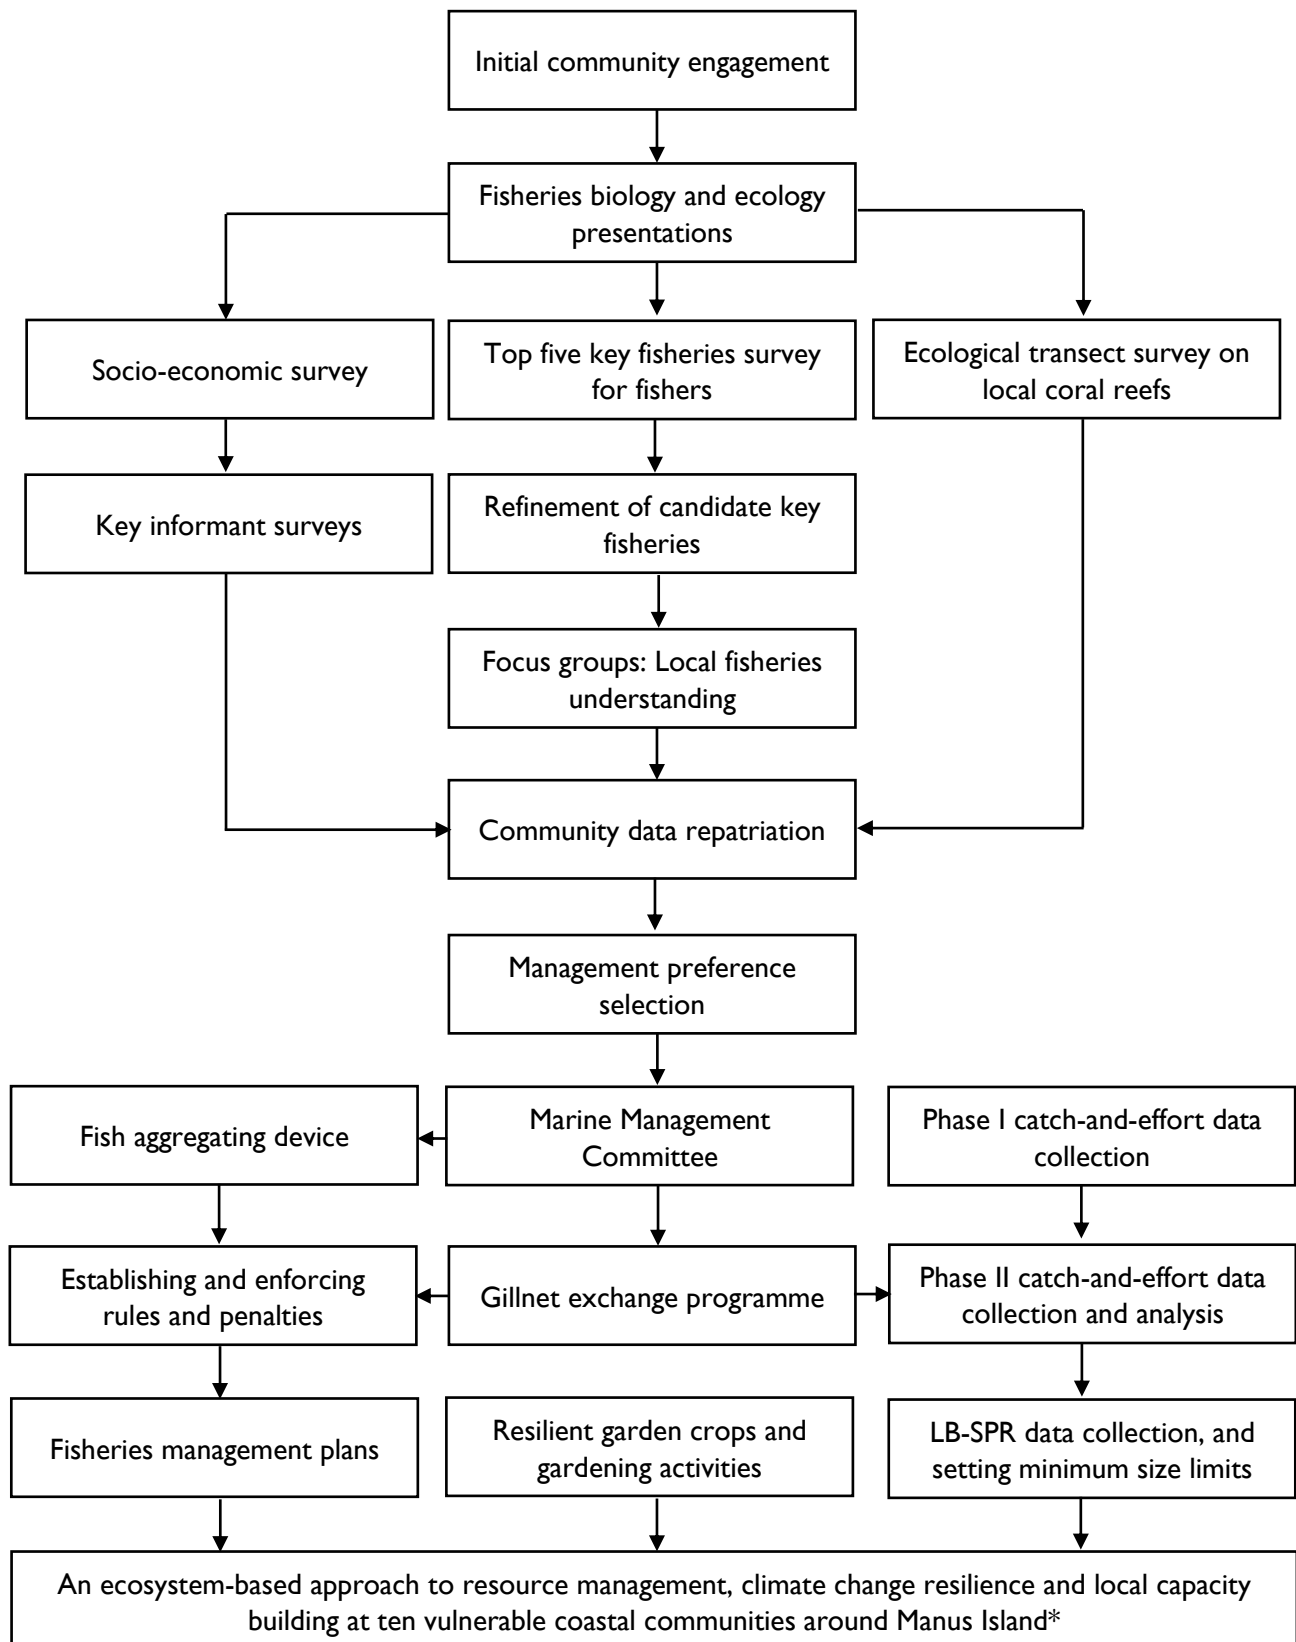 Initial community engagement
Fisheries biology and ecology
presentations
Socio-economic survey
Top five key fisheries survey
for fishers
Ecological transect survey on
local coral reefs
Key informant surveys
Refinement of candidate key
fisheries
Focus groups: Local fisheries
understanding
Community data repatriation
Management preference
selection
Fish aggregating device
Marine Management
Committee
Phase I catch-and-effort data
collection
Establishing and enforcing
rules and penalties
Gillnet exchange programme
Phase II catch-and-effort data
collection and analysis
Fisheries management plans
Resilient garden crops and
gardening activities
LB-SPR data collection, and
setting minimum size limits
An ecosystem-based approach to resource management, climate change resilience and local capacity
building at ten vulnerable coastal communities around Manus Island*